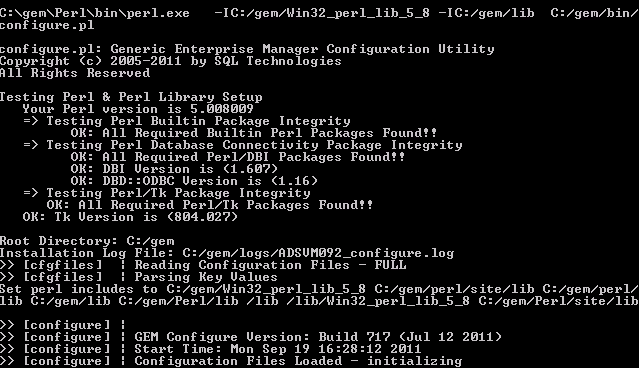 C:\gem\Perl\bin\perl.exe   -IC:/gem/Win32_perl_lib_5_8 -IC:/gem/lib  C:/gem/bin/
configure.pl
configure.pl: Generic Enterprise Manager Configuration Utility
Copyright (c) 2005-2011 by SQL Technologies
All Rights Reserved
Testing Perl & Perl Library Setup
Your Perl version is 5.008009
=> Testing Perl Builtin Package Integrity
OK: All Required Builtin Perl Packages Found!!
=> Testing Perl Database Connectivity Package Integrity
OK: All Required Perl/DBI Packages Found!!
OK: DBI Version is (1.607)
OK: DBD::ODBC Version is (1.16)
=> Testing Perl/Tk Package Integrity
OK: All Required Perl/Tk Packages Found!!
OK: Tk Version is (804.027)
Root Directory: C:/gem
Installation Log File: C:/gem/logs/ADSVM092_configure.log
>> [cfgfiles]  | Reading Configuration Files - FULL
>> [cfgfiles]  | Parsing Key Values
Set perl includes to C:/gem/Win32_perl_lib_5_8 C:/gem/perl/site/lib C:/gem/perl/
lib C:/gem/lib C:/gem/Perl/lib /lib /lib/Win32_perl_lib_5_8 C:/gem/Perl/site/lib
>> [configure] |
>> [configure] | GEM Configure Version: Build 717 (Jul 12 2011)
>> [configure] | Start Time: Mon Sep 19 16:28:12 2011
>> [configure] | Configuration Files Loaded - initializing